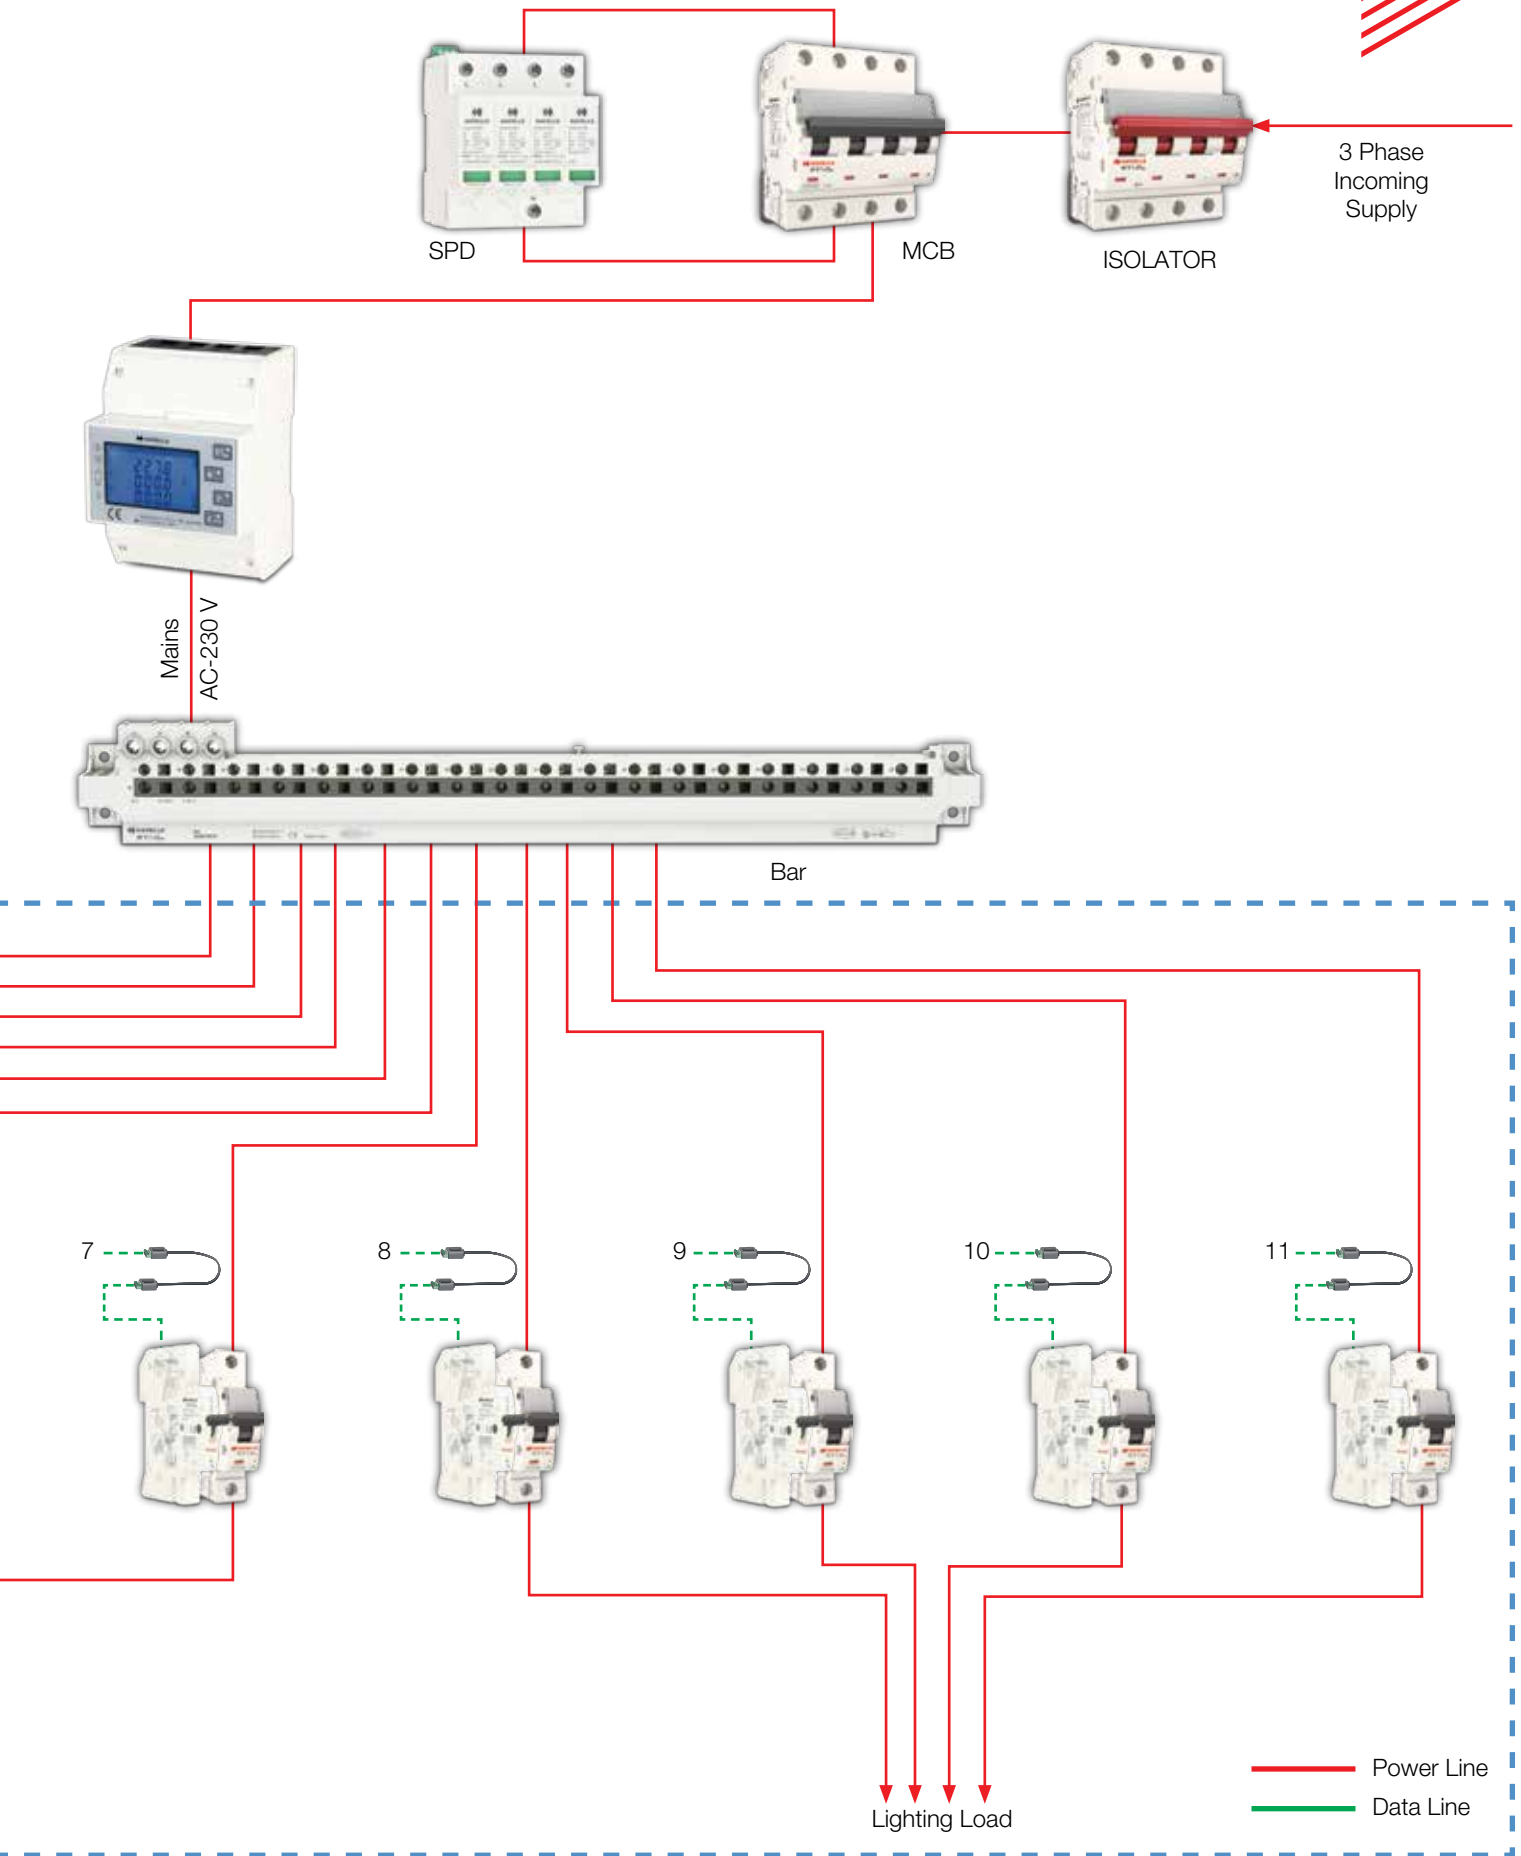 3 Phase
Incoming
Supply
SPD
MCB
ISOLATOR
CE
Mains
AC-230 V
Bar
7
8
9
10
11
Lighting Load
Power Line
Data Line